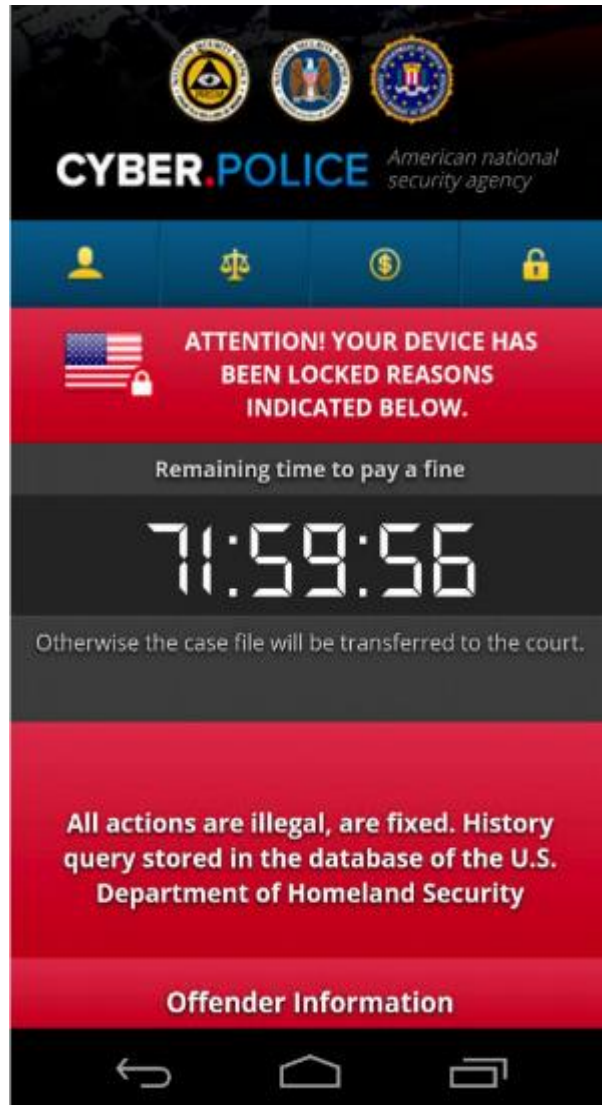 CYBER.POLICE
American national
security agency
ATTENTION! YOUR DEVICE HAS
BEEN LOCKED REASONS
INDICATED BELOW.
Remaining time to pay a fine
71:59:56
Otherwise the case file will be transferred to the court.
All actions are illegal, are fixed. History
query stored in the database of the U.S.
Department of Homeland Security
Offender Information